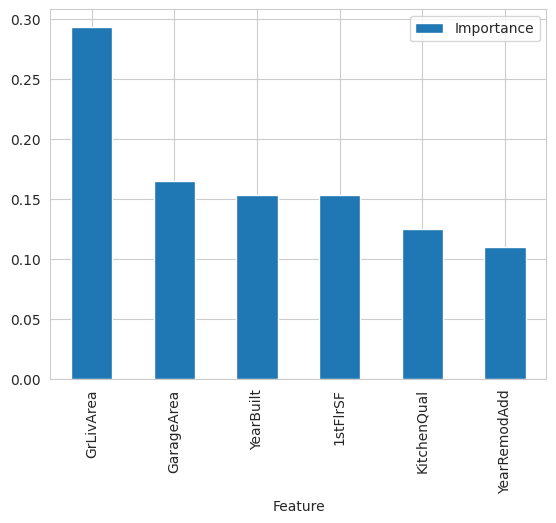 Importance
0.30
0.25
0.20
0.15
0.10
0.05
0.00
GrLivArea
GarageArea
YearBuilt
1stFlrSF
KitchenQual
YearRemodAdd
Feature